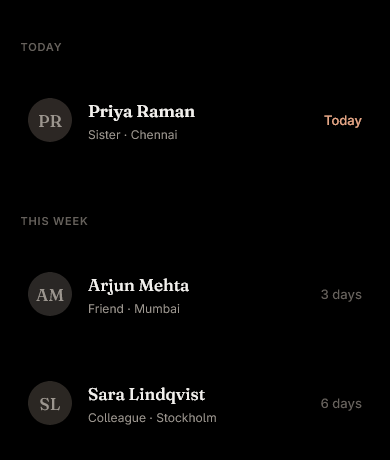 TODAY
PR
Priya Raman
Sister · Chennai
Today
THIS WEEK
AM
Arjun Mehta
Friend · Mumbai
3 days
SL
Sara Lindqvist
Colleague · Stockholm
6 days